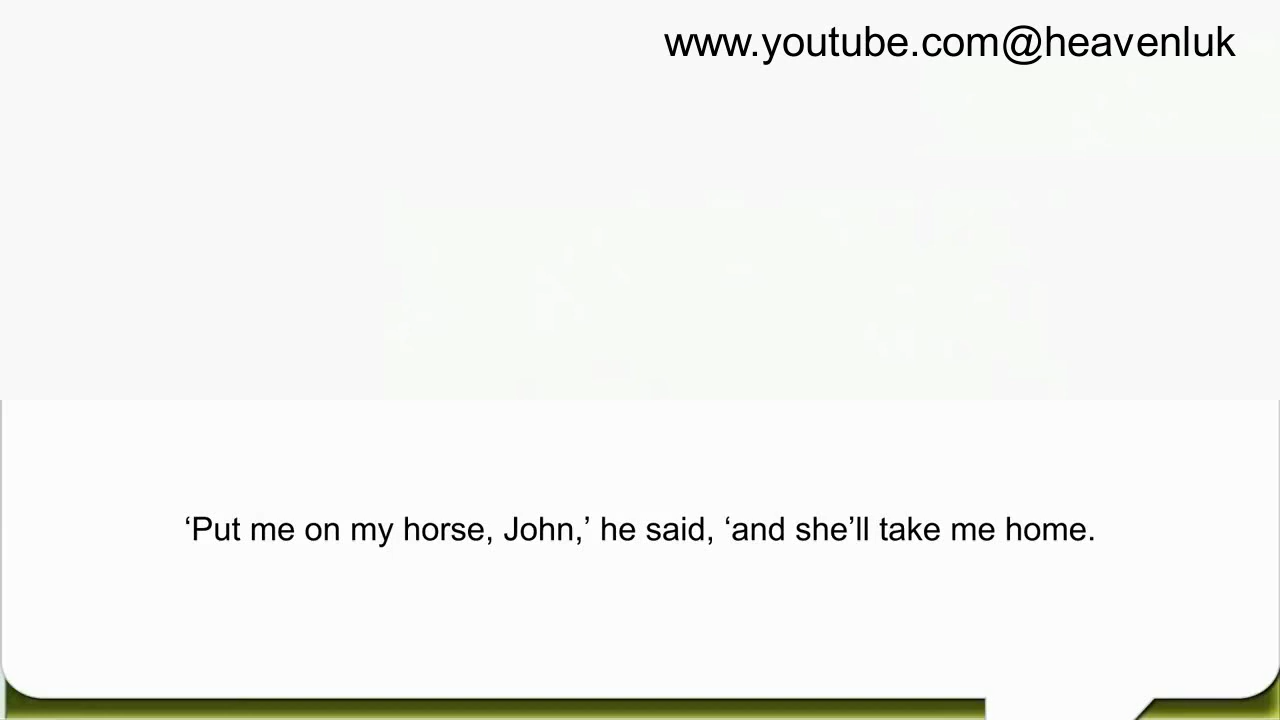 www.youtube.com@heavenluk
‘Put me on my horse, John,’ he said, ‘and she’ll take me home.